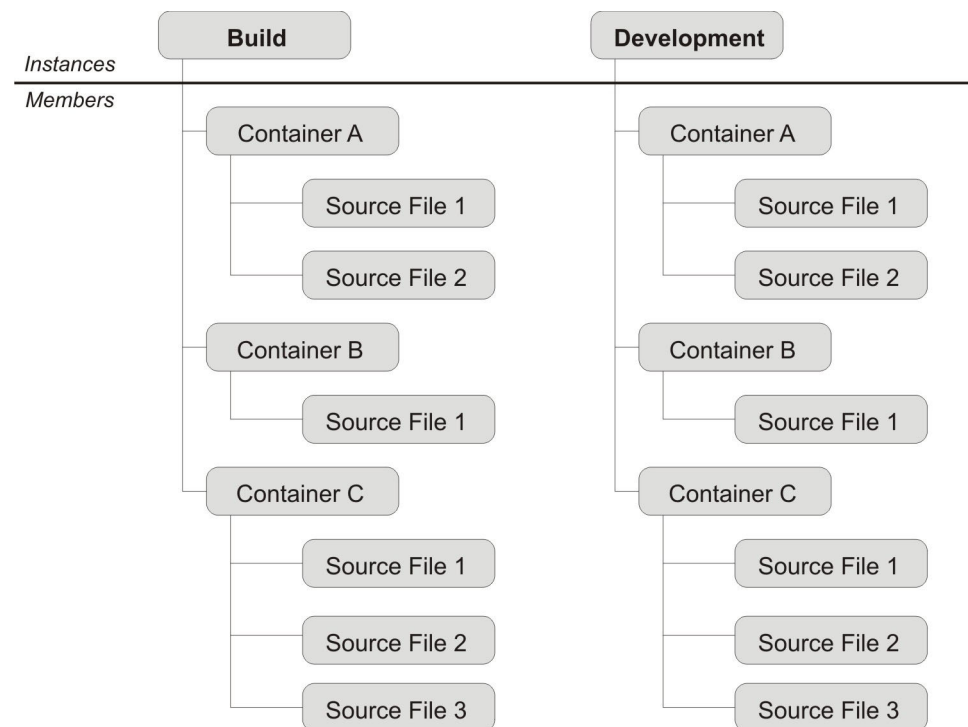 Build
Development
Instances
Members
Container A
Container A
Source File 1
Source File 1
Source File 2
Source File 2
Container B
Container B
Source File 1
Source File 1
Container C
Container C
Source File 1
Source File 1
Source File 2
Source File 2
Source File 3
Source File 3